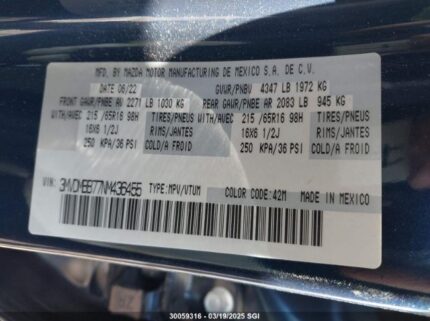 MFD. BY MAZDA MOTOR MANUFACTURING DE MEXICO S.A. DE C.V.
DATE 06/22 GVWR/PNBV 4347 LB 1972 KG
FRONT GAWR/PNBE AV 2271 LB 1030 KG REAR GAWR/PNBE AR 2083 LB 945 KG
WITH/AVEC 215/65R16 98H TIRES/PNEUS WITH/AVEC 215/65R16 98H TIRES/PNEUS
16X6 1/2J RIMS/JANTES 16X6 1/2J RIMS/JANTES
250 KPA/36 PSI COLD/A FROID 250 KPA/36 PSI COLD/A FROID
VIN: 3MVDMBB77NM436455 TYPE:MPV/VTUM COLOR CODE: 42M
30059316 | 03/19/2025 SGI